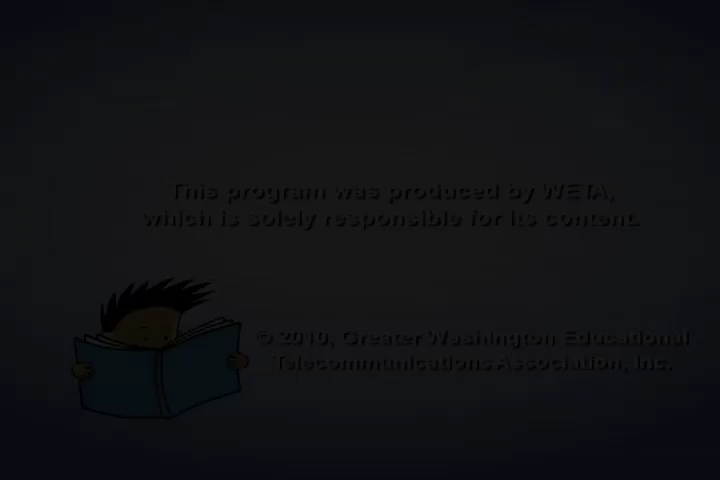 This program was produced by WETA,
which is solely responsible for its content.
© 2010, Greater Washington Educational
Telecommunications Association, Inc.